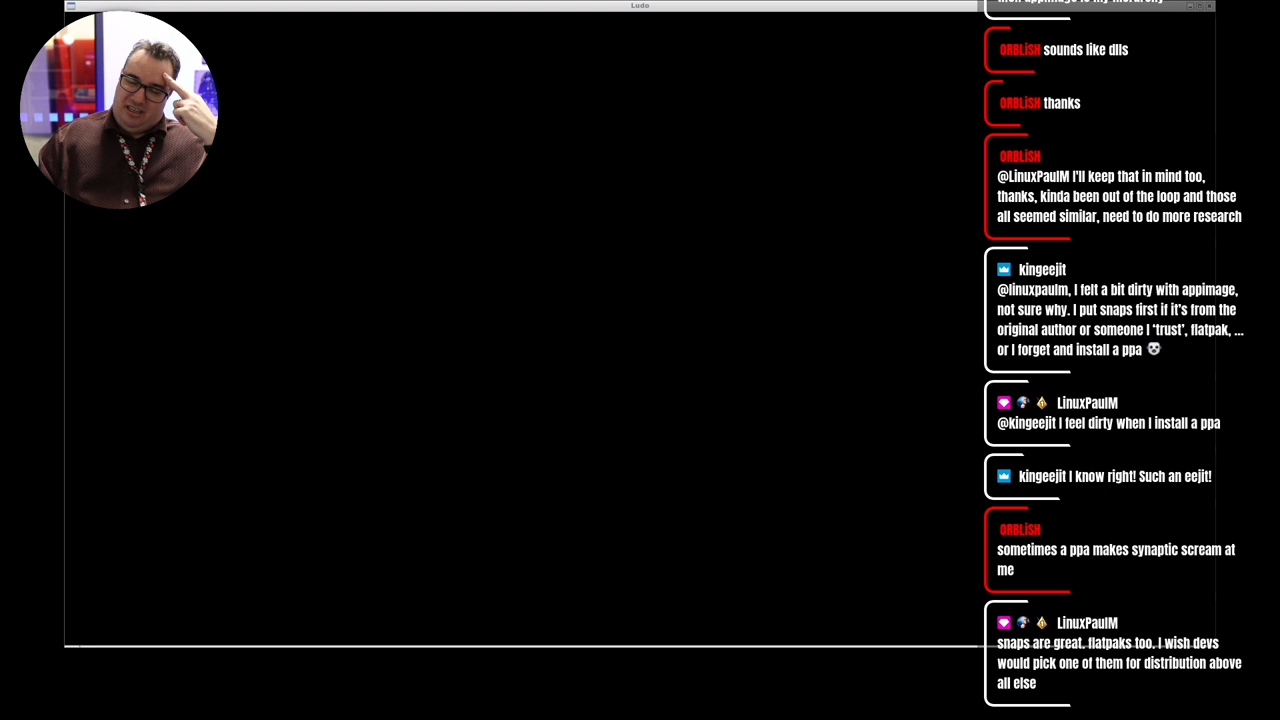 Ludo
then appimage is my hierarchy
ORBLiSH sounds like dlls
ORBLiSH thanks
ORBLiSH
@LinuxPaulM I'll keep that in mind too,
thanks, kinda been out of the loop and those
all seemed similar, need to do more research
kingeejit
@linuxpaulm, I felt a bit dirty with appimage,
not sure why. I put snaps first if it's from the
original author or someone I ‘trust’, flatpak, ...
or I forget and install a ppa
LinuxPaulM
@kingeejit I feel dirty when I install a ppa
kingeejit I know right! Such an eejit!
ORBLiSH
sometimes a ppa makes synaptic scream at
me
LinuxPaulM
snaps are great. flatpaks too. I wish devs
would pick one of them for distribution above
all else